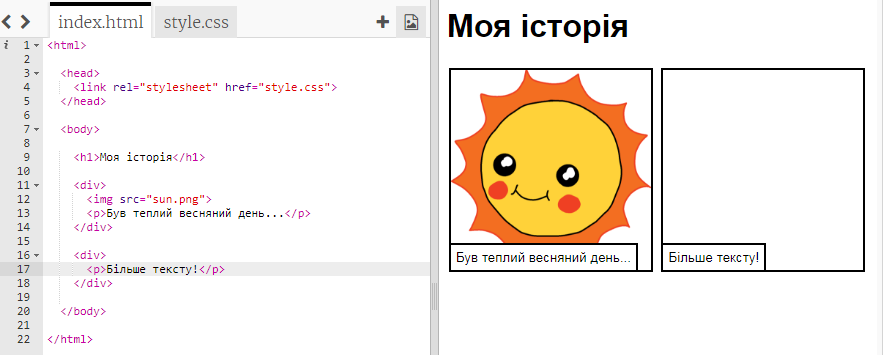 index.html style.css
1 <html>
2
3 <head>
4 <link rel="stylesheet" href="style.css">
5 </head>
6
7 <body>
8
9 <h1>Моя історія</h1>
10
11 <div>
12 <img src="sun.png">
13 <p>Був теплий весняний день...</p>
14 </div>
15
16 <div>
17 <p>Більше тексту!</p>
18 </div>
19
20 </body>
21
22 </html>
Моя історія
Був теплий весняний день...
Більше тексту!